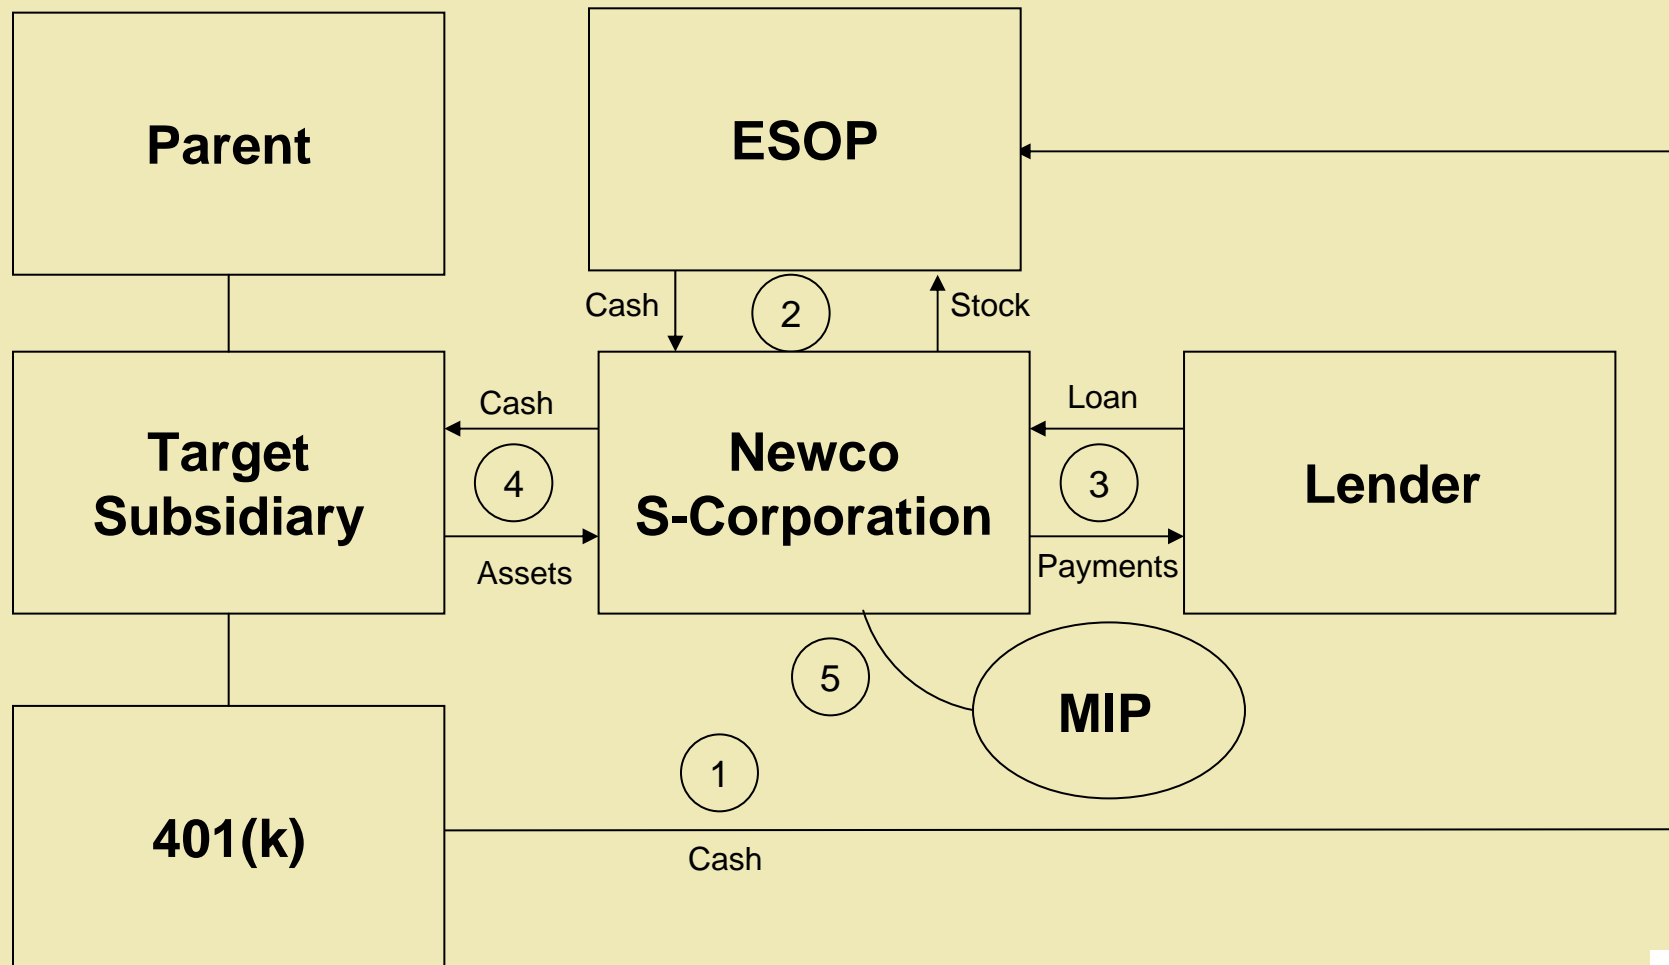 Parent
ESOP
Cash
2
Stock
Target
Subsidiary
Cash
4
Assets
Newco
S-Corporation
Loan
3
Payments
Lender
5
MIP
1
401(k)
Cash